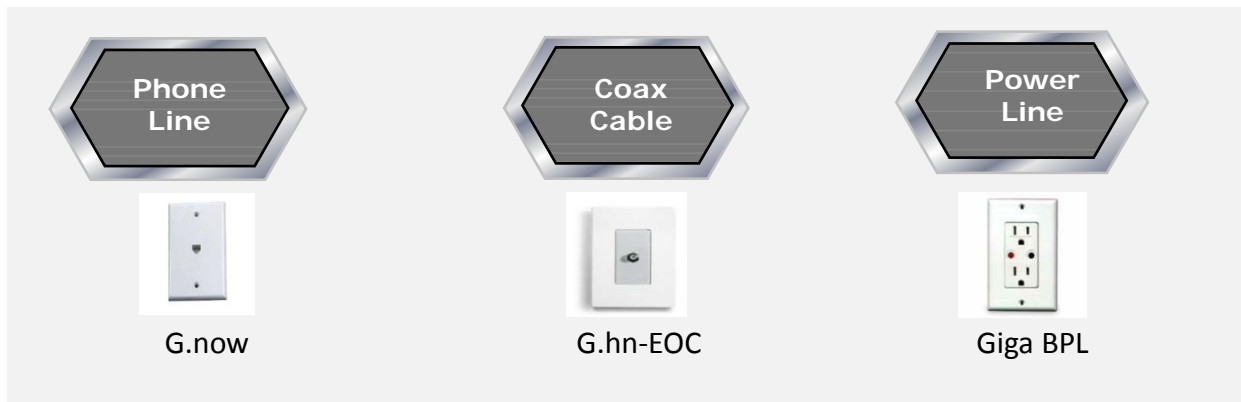 Phone
Line
Coax
Cable
Power
Line
G.now
G.hn-EOC
Giga BPL